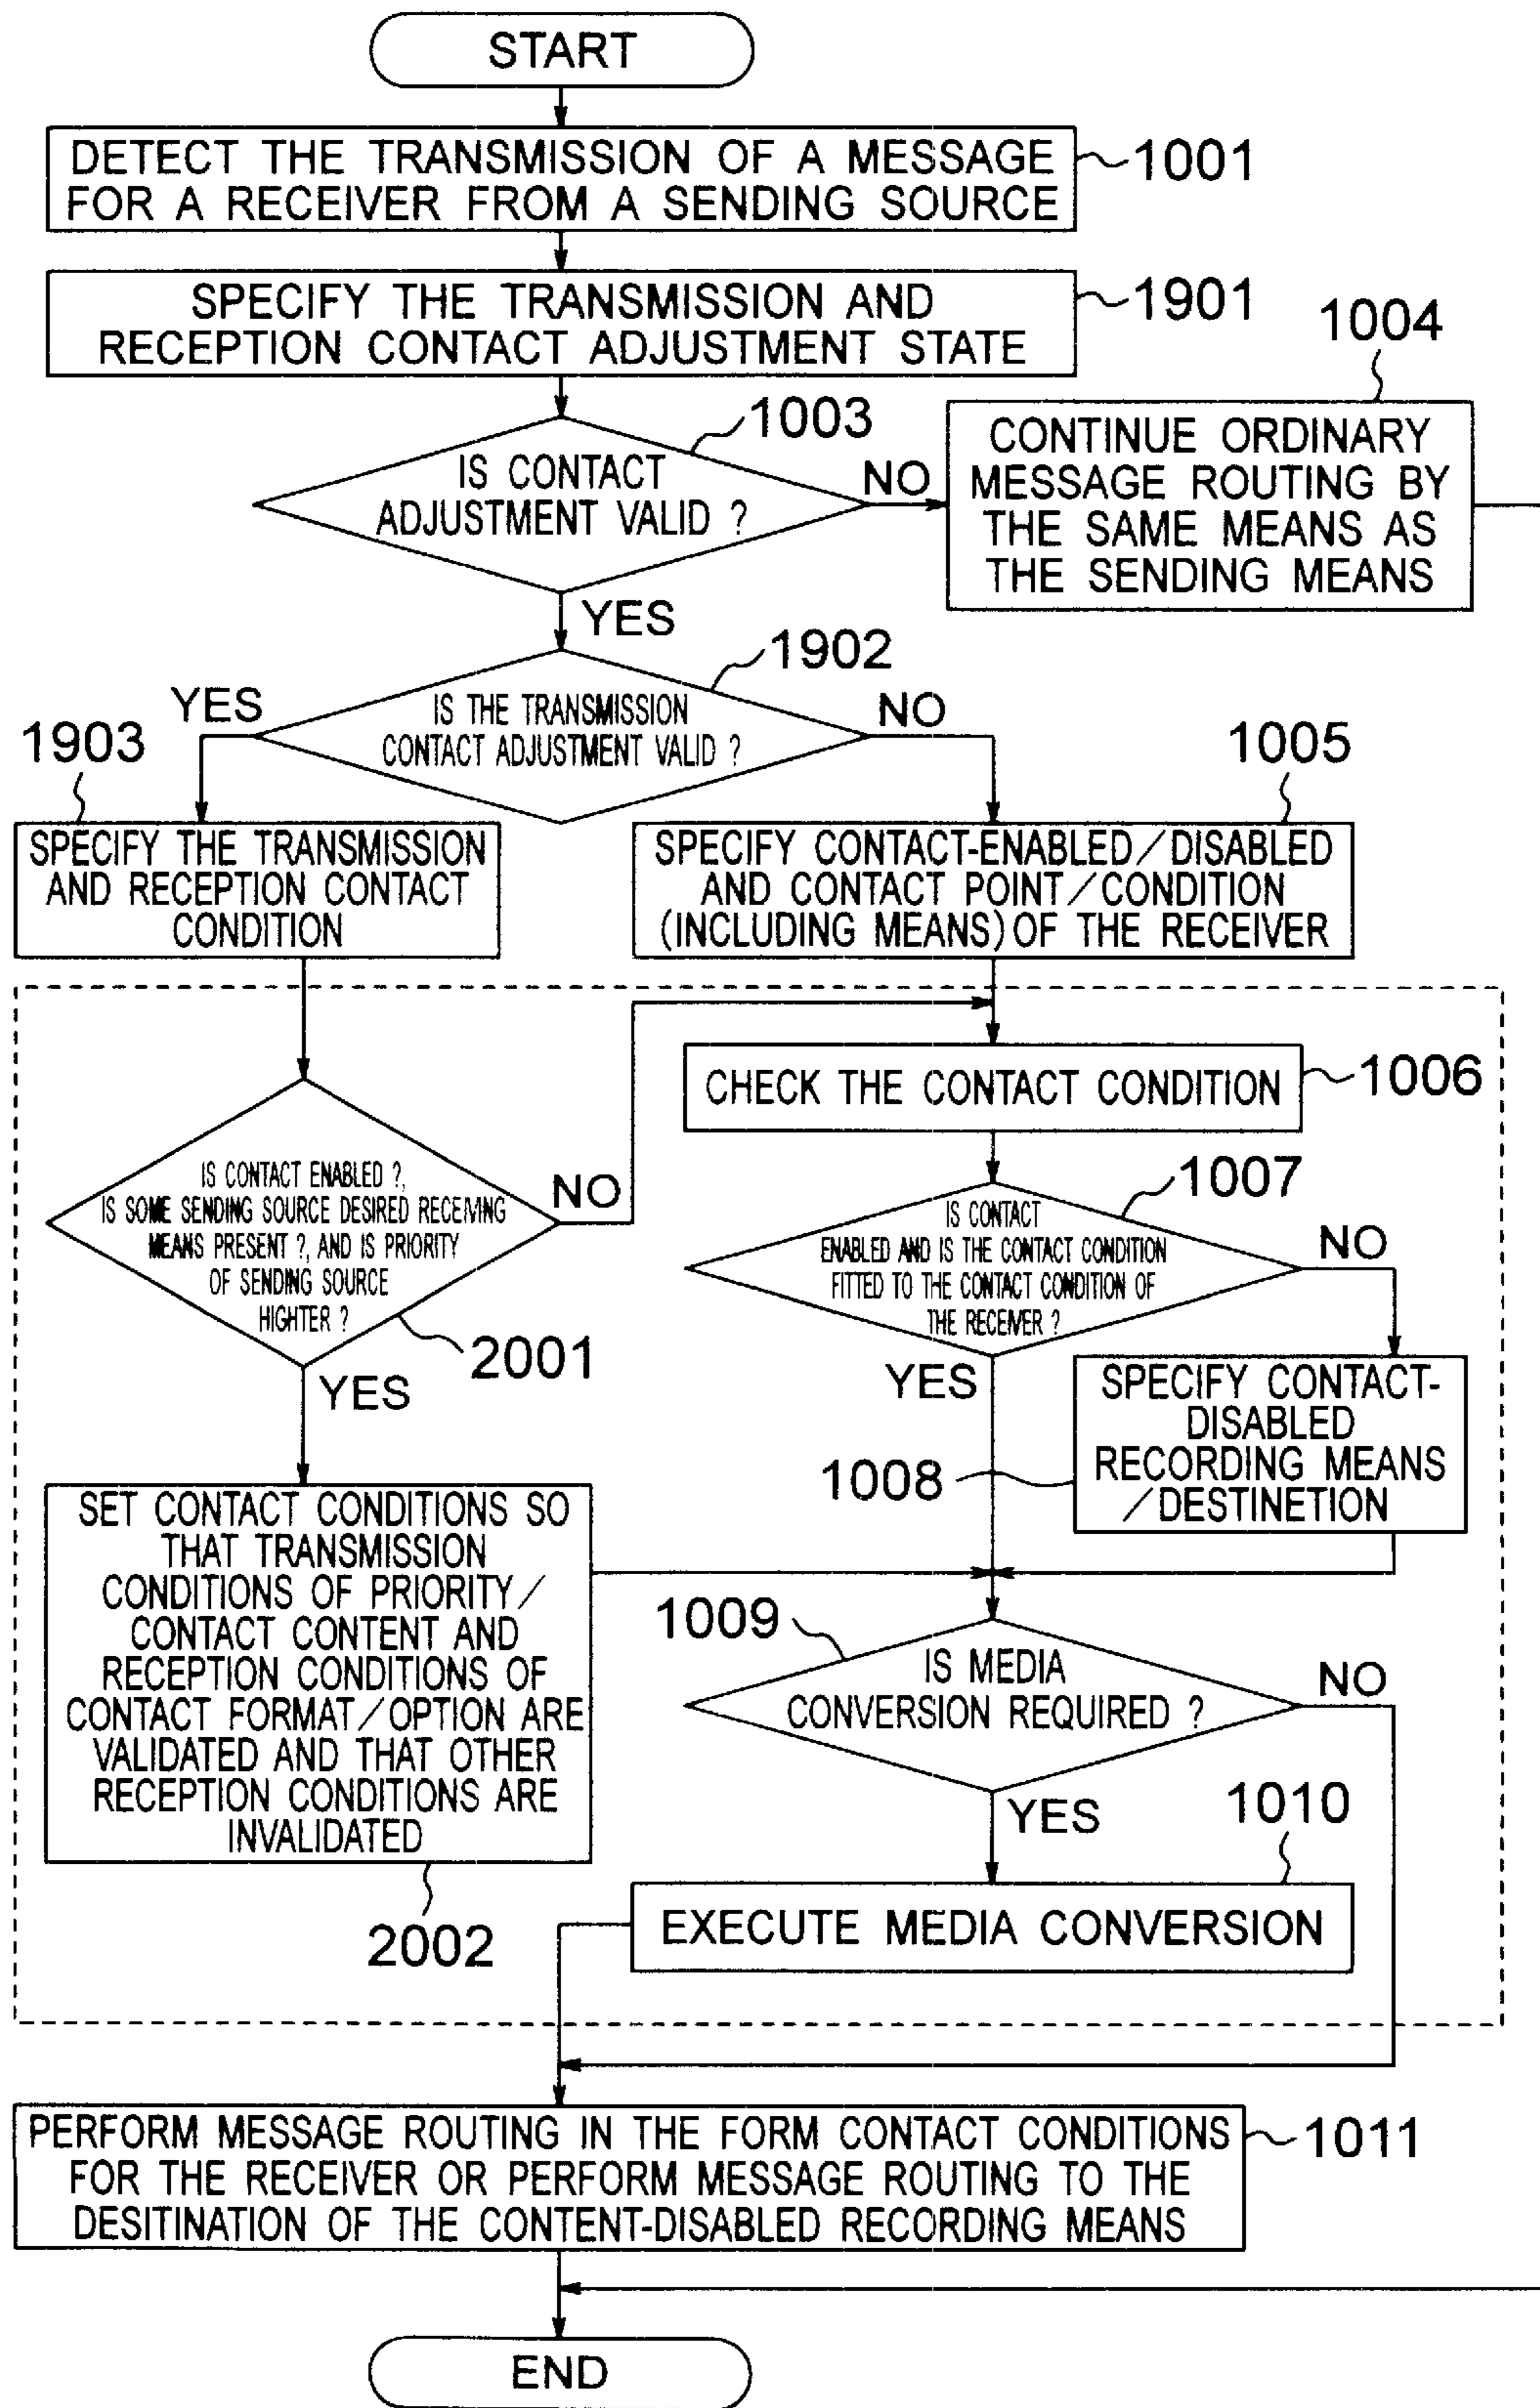 START
DETECT THE TRANSMISSION OF A MESSAGE
FOR A RECEIVER FROM A SENDING SOURCE
1001
SPECIFY THE TRANSMISSION AND
RECEPTION CONTACT ADJUSTMENT STATE
1901
1004
1003
IS CONTACT
ADJUSTMENT VALID ?
NO
CONTINUE ORDINARY
MESSAGE ROUTING BY
THE SAME MEANS AS
THE SENDING MEANS
YES
1902
IS THE TRANSMISSION
CONTACT ADJUSTMENT VALID ?
YES
NO
1903
1005
SPECIFY THE TRANSMISSION
AND RECEPTION CONTACT
CONDITION
SPECIFY CONTACT-ENABLED/DISABLED
AND CONTACT POINT/CONDITION
(INCLUDING MEANS) OF THE RECEIVER
CHECK THE CONTACT CONDITION
1006
IS CONTACT ENABLED ?,
IS SOME SENDING SOURCE DESIRED RECEIVING
MEANS PRESENT ?, AND IS PRIORITY
OF SENDING SOURCE
HIGHTER ?
NO
2001
YES
1007
IS CONTACT
ENABLED AND IS THE CONTACT CONDITION
FITTED TO THE CONTACT CONDITION OF
THE RECEIVER ?
NO
YES
SPECIFY CONTACT-
DISABLED
RECORDING MEANS
/DESTINETION
1008
SET CONTACT CONDITIONS SO
THAT TRANSMISSION
CONDITIONS OF PRIORITY/
CONTACT CONTENT AND
RECEPTION CONDITIONS OF
CONTACT FORMAT/OPTION ARE
VALIDATED AND THAT OTHER
RECEPTION CONDITIONS ARE
INVALIDATED
2002
1009
IS MEDIA
CONVERSION REQUIRED ?
NO
YES
1010
EXECUTE MEDIA CONVERSION
PERFORM MESSAGE ROUTING IN THE FORM CONTACT CONDITIONS
FOR THE RECEIVER OR PERFORM MESSAGE ROUTING TO THE
DESITINATION OF THE CONTENT-DISABLED RECORDING MEANS
1011
END